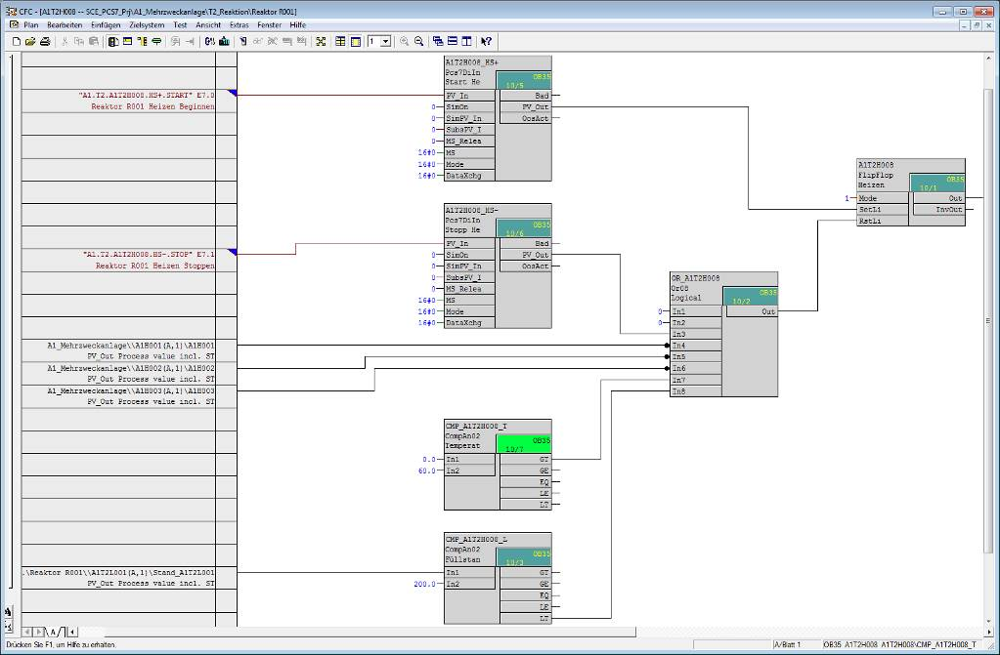 CFC - [A1T2H008 -- SCE_PCS7_Prj\A1_Mehrzweckanlage\T2_Reaktion\Reaktor R001]
Plan Bearbeiten Einfügen Zielsystem Test Ansicht Extras Fenster Hilfe
1
A1T2H008_HS+
Pcs7DiIn
Start He
OB35
10/5
"A1.T2.A1T2H008.HS+.START" E7.0
Reaktor R001 Heizen Beginnen
PV_In Bad
0 SimOn PV_Out
0 SimPV_In OosAct
0 SubsPV_I
0 MS_Relea
16#0 MS
16#0 Mode
16#0 DataXchg
A1T2H008
FlipFlop
Heizen
OB35
10/1
1 Mode Out
SetLi InvOut
RstLi
A1T2H008_HS-
Pcs7DiIn
Stopp He
OB35
10/6
"A1.T2.A1T2H008.HS-.STOP" E7.1
Reaktor R001 Heizen Stoppen
PV_In Bad
0 SimOn PV_Out
0 SimPV_In OosAct
0 SubsPV_I
0 MS_Relea
16#0 MS
16#0 Mode
16#0 DataXchg
OR_A1T2H008
Or08
Logical
OB35
10/2
0 In1 Out
0 In2
In3
In4
In5
In6
In7
In8
A1_Mehrzweckanlage\\A1H001(A,1)\A1H001
PV_Out Process value incl. ST
A1_Mehrzweckanlage\\A1H002(A,1)\A1H002
PV_Out Process value incl. ST
A1_Mehrzweckanlage\\A1H003(A,1)\A1H003
PV_Out Process value incl. ST
CMP_A1T2H008_T
CompAn02
Temperat
OB35
10/7
0.0 In1 GT
60.0 In2 GE
EQ
LE
LT
CMP_A1T2H008_L
CompAn02
Füllstan
OB35
10/3
.\Reaktor R001\\A1T2L001(A,1)\Stand_A1T2L001
PV_Out Process value incl. ST
In1 GT
200.0 In2 GE
EQ
LE
LT
A
Drücken Sie F1, um Hilfe zu erhalten.
A/Blatt 1
OB35 A1T2H008 A1T2H008\CMP_A1T2H008_T